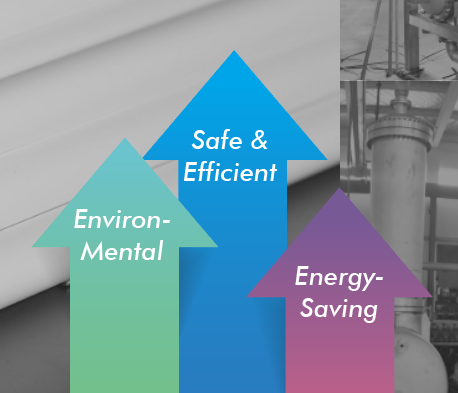 Safe &
Efficient
Environ-
Mental
Energy-
Saving